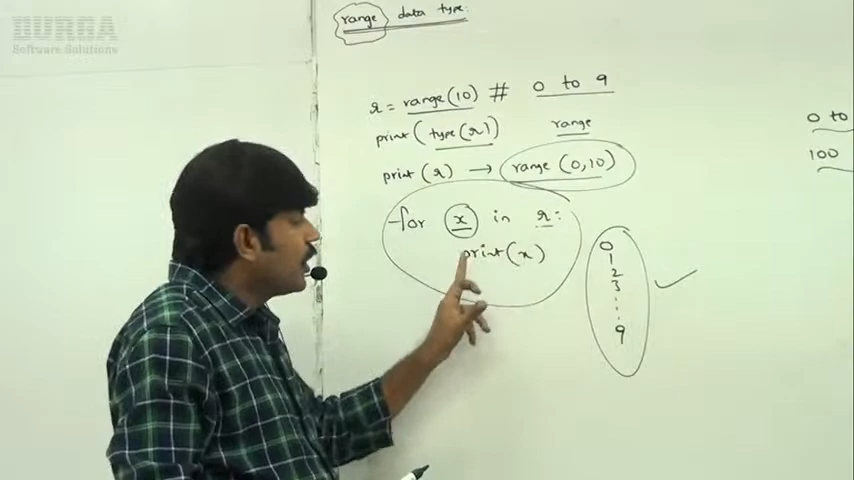 DURGA
Software Solutions
range data type:
r = range(10) # 0 to 9
print(type(r)) range
print(r) → range(0,10)
for x in r:
print(x)
0
1
2
3
.
.
.
9
0 to
100